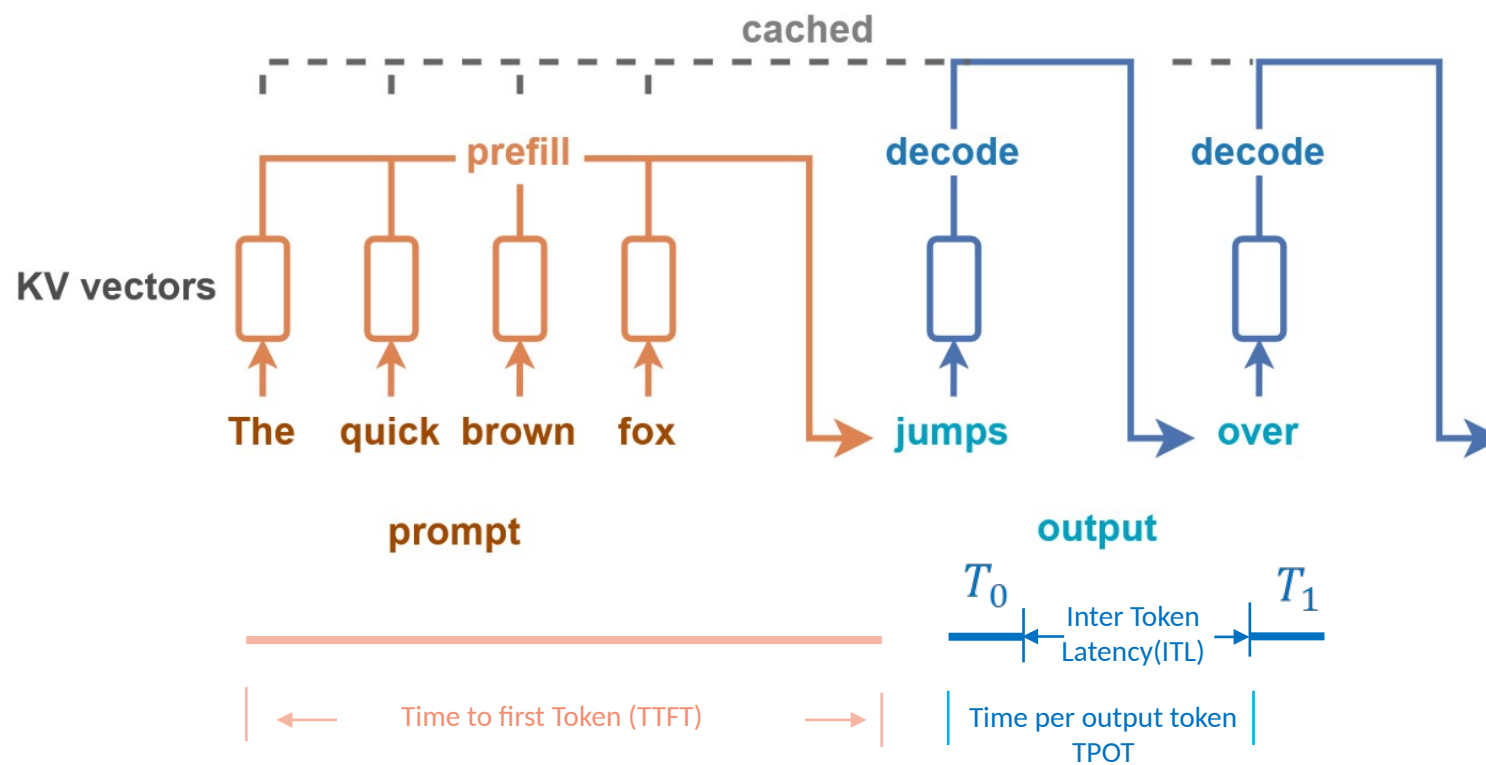 cached
prefill
decode
decode
KV vectors
The quick brown fox jumps over
prompt
output
T0
T1
Inter Token
Latency(ITL)
Time to first Token (TTFT)
Time per output token
TPOT